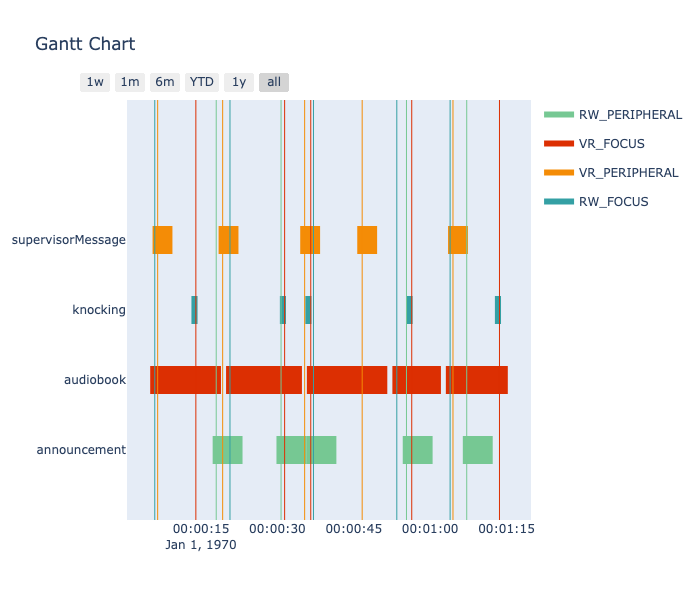 Gantt Chart
1w 1m 6m YTD 1y all
RW_PERIPHERAL
VR_FOCUS
VR_PERIPHERAL
RW_FOCUS
supervisorMessage
knocking
audiobook
announcement
00:00:15 00:00:30 00:00:45 00:01:00 00:01:15
Jan 1, 1970